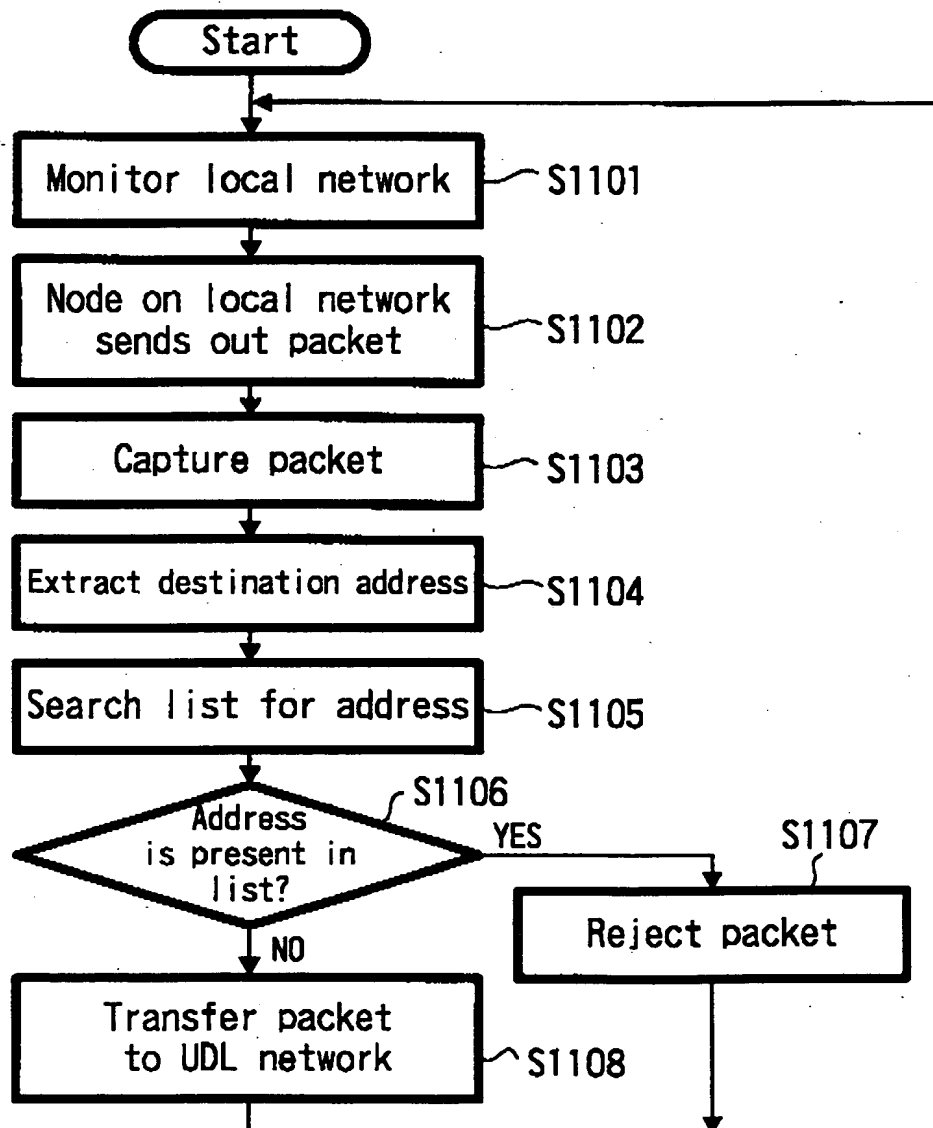 Start
Monitor local network
S1101
Node on local network
sends out packet
S1102
Capture packet
S1103
Extract destination address
S1104
Search list for address
S1105
S1106
Address
is present in
list?
YES
S1107
Reject packet
NO
Transfer packet
to UDL network
S1108